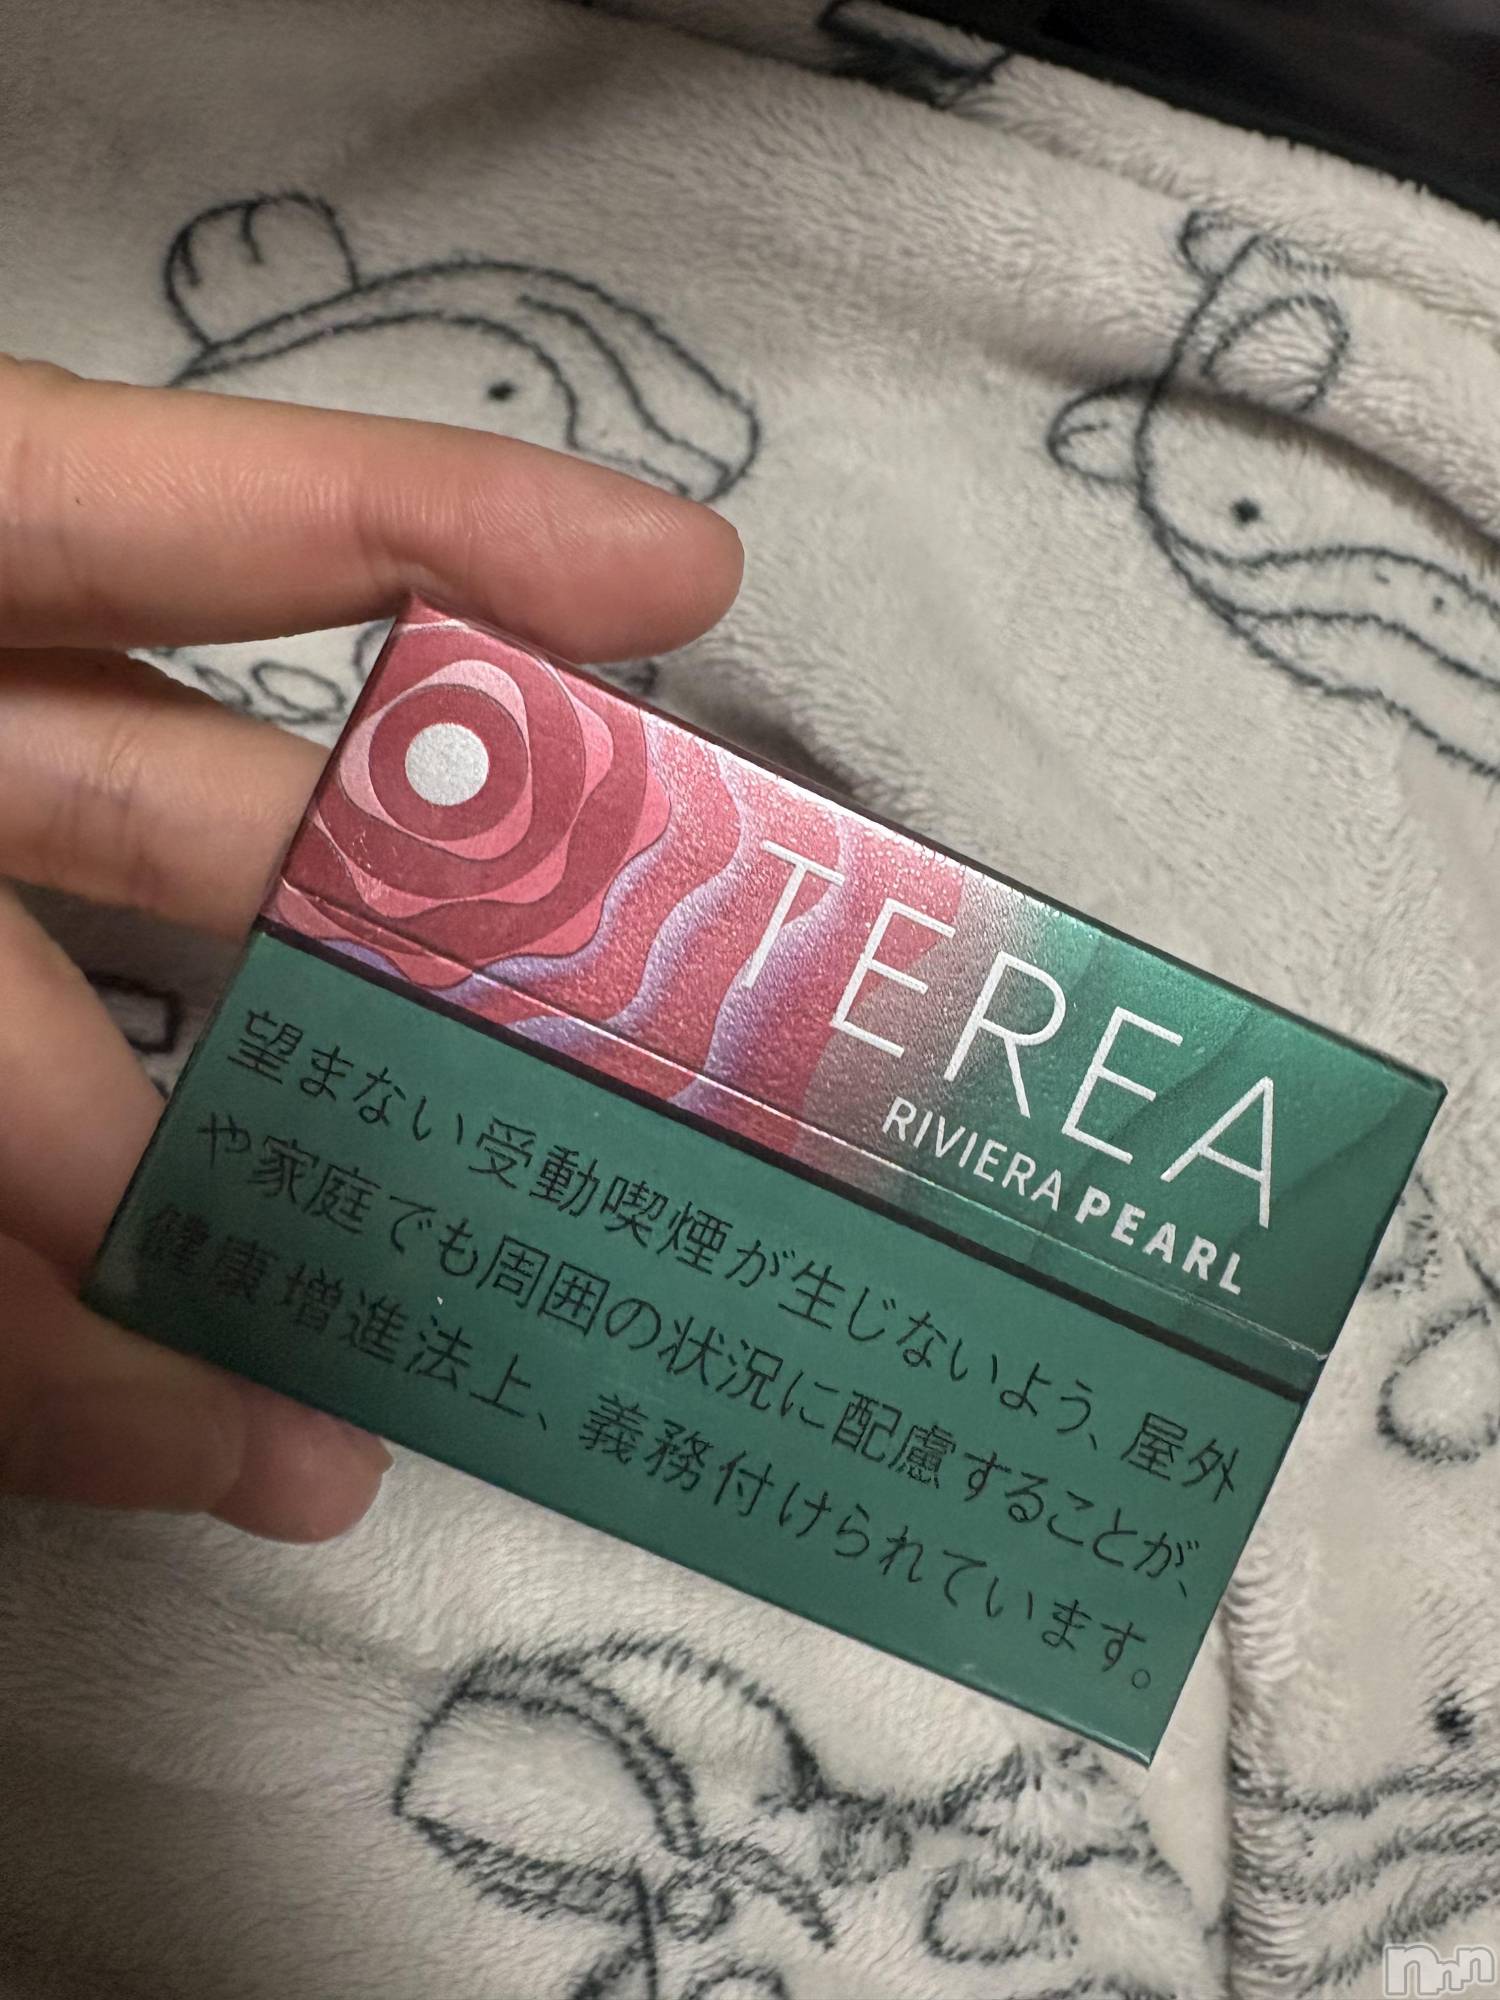 TEREA
RIVIERA PEARL
望まない受動喫煙が生じないよう、屋外
や家庭でも周囲の状況に配慮することが、
健康増進法上、義務付けられています。
nnn